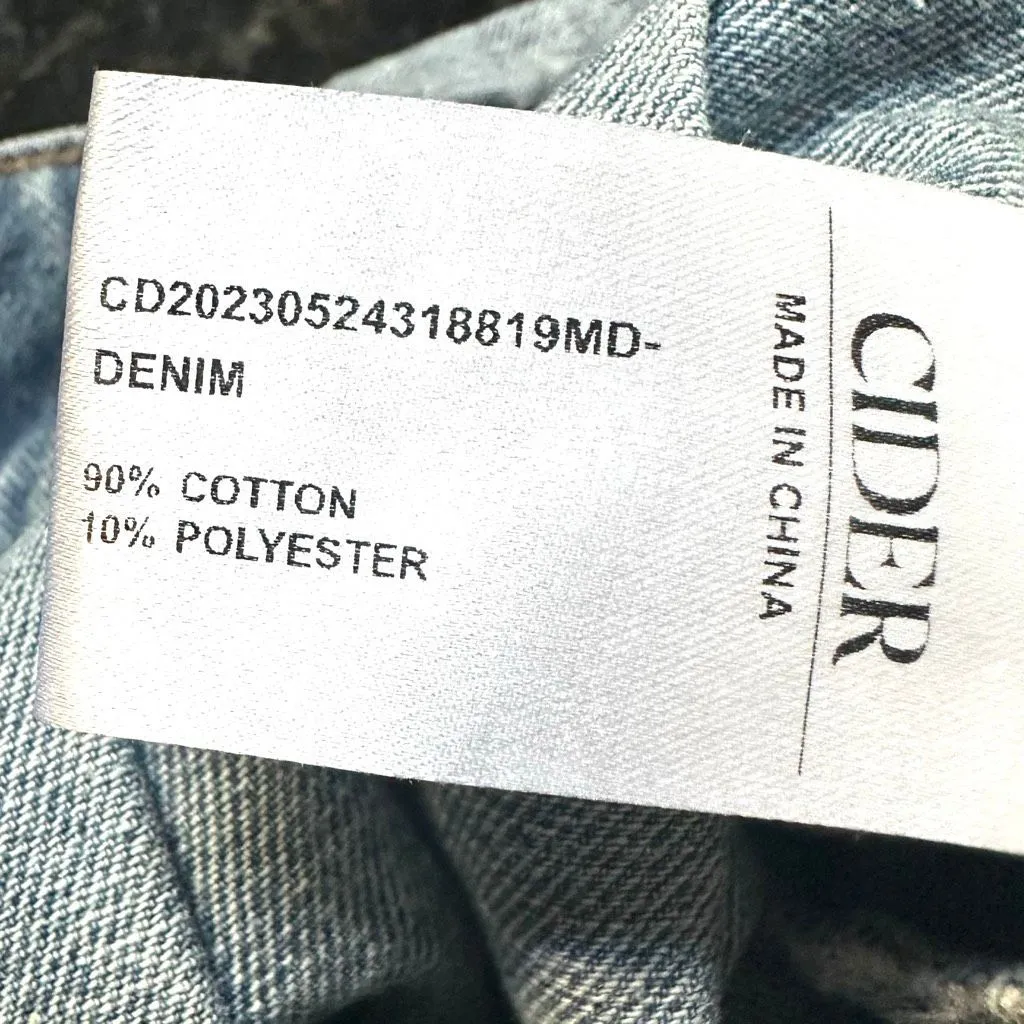 CD20230524318819MD-
DENIM
90% COTTON
10% POLYESTER
MADE IN CHINA
CIDER